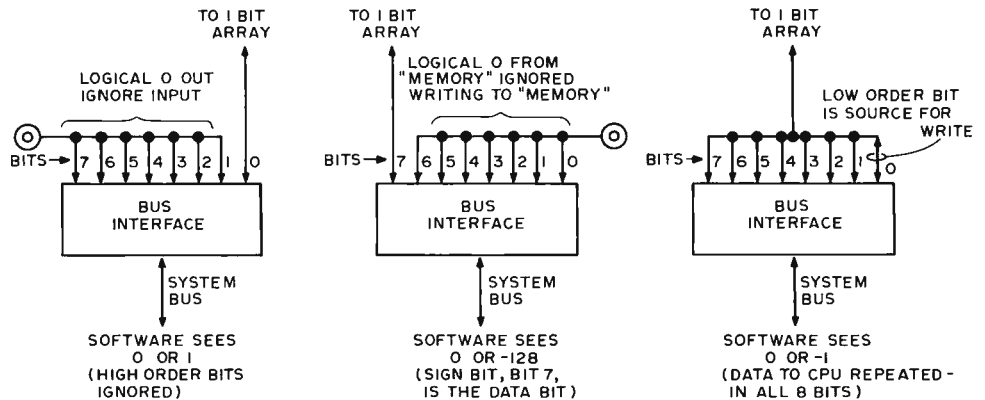 TO 1 BIT
ARRAY
LOGICAL 0 OUT
IGNORE INPUT
BITS
7 6 5 4 3 2 1 0
BUS
INTERFACE
SYSTEM
BUS
SOFTWARE SEES
0 OR 1
(HIGH ORDER BITS
IGNORED)
TO 1 BIT
ARRAY
LOGICAL 0 FROM
"MEMORY" IGNORED
WRITING TO "MEMORY"
BITS
7 6 5 4 3 2 1 0
BUS
INTERFACE
SYSTEM
BUS
SOFTWARE SEES
0 OR -128
(SIGN BIT, BIT 7,
IS THE DATA BIT)
TO 1 BIT
ARRAY
LOW ORDER BIT
IS SOURCE FOR
WRITE
BITS
7 6 5 4 3 2 1 0
BUS
INTERFACE
SYSTEM
BUS
SOFTWARE SEES
0 OR -1
(DATA TO CPU REPEATED -
IN ALL 8 BITS)